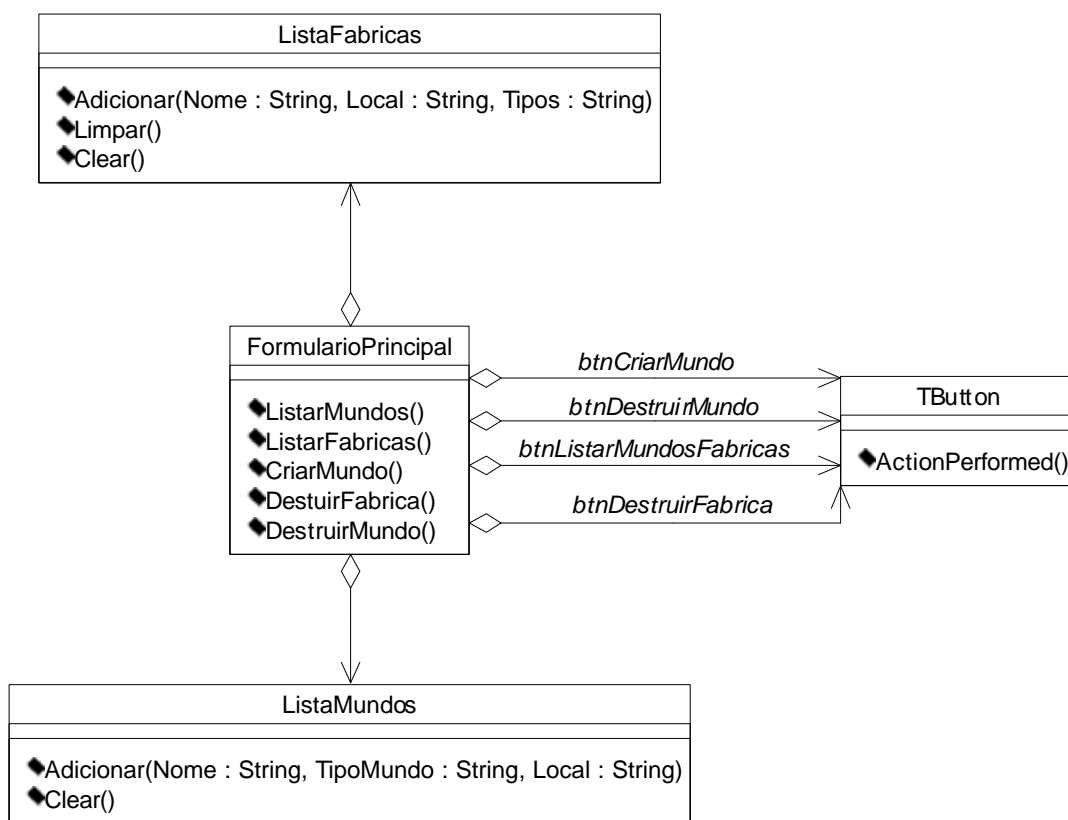 ListaFabricas
Adicionar(Nome : String, Local : String, Tipos : String)
Limpar()
Clear()
FormularioPrincipal
ListarMundos()
ListarFabricas()
CriarMundo()
DestuirFabrica()
DestruirMundo()
btnCriarMundo
btnDestruirMundo
btnListarMundosFabricas
btnDestruirFabrica
TButton
ActionPerformed()
ListaMundos
Adicionar(Nome : String, TipoMundo : String, Local : String)
Clear()